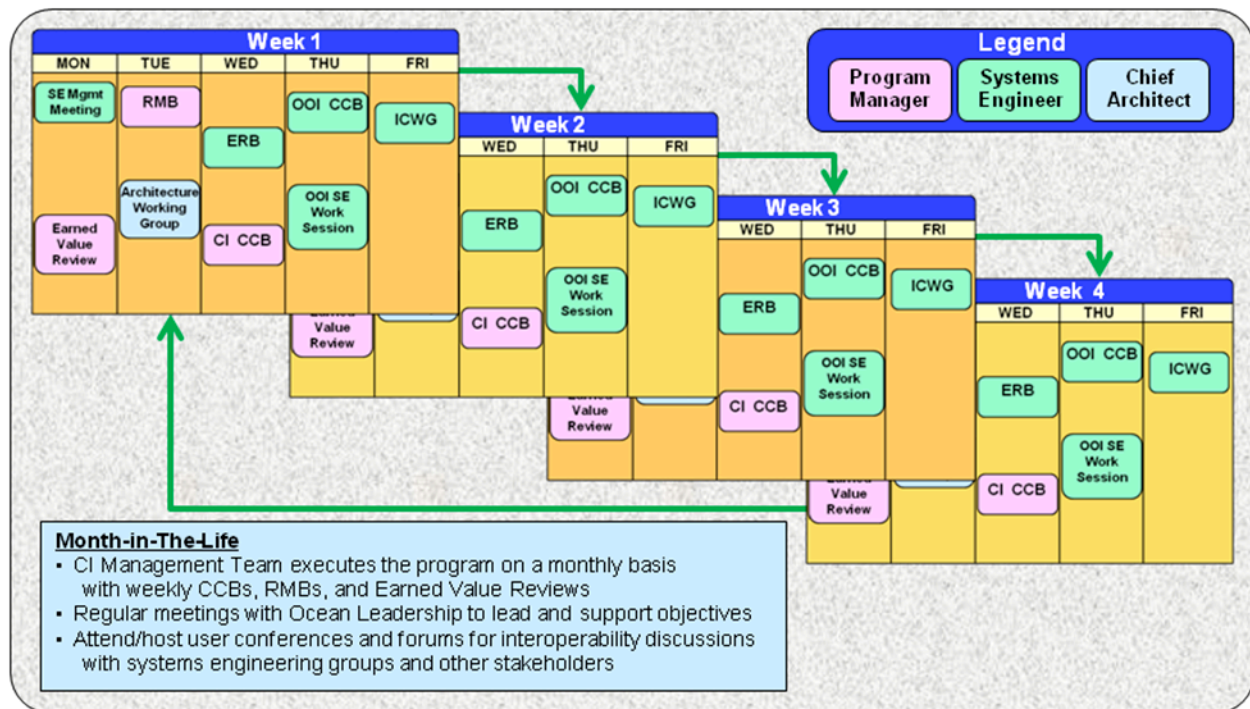 Week 1
MON TUE WED THU FRI
SE Mgmt
Meeting
Earned
Value
Review
RMB
Architecture
Working
Group
ERB
CI CCB
OOI CCB
OOI SE
Work
Session
ICWG
Legend
Program
Manager
Systems
Engineer
Chief
Architect
Week 2
WED THU FRI
Earned
Value
Review
ERB
CI CCB
OOI CCB
OOI SE
Work
Session
ICWG
Week 3
WED THU FRI
Earned
Value
Review
ERB
CI CCB
OOI CCB
OOI SE
Work
Session
ICWG
Week 4
WED THU FRI
Earned
Value
Review
ERB
CI CCB
OOI CCB
OOI SE
Work
Session
ICWG
Month-in-The-Life
• CI Management Team executes the program on a monthly basis
with weekly CCBs, RMBs, and Earned Value Reviews
• Regular meetings with Ocean Leadership to lead and support objectives
• Attend/host user conferences and forums for interoperability discussions
with systems engineering groups and other stakeholders